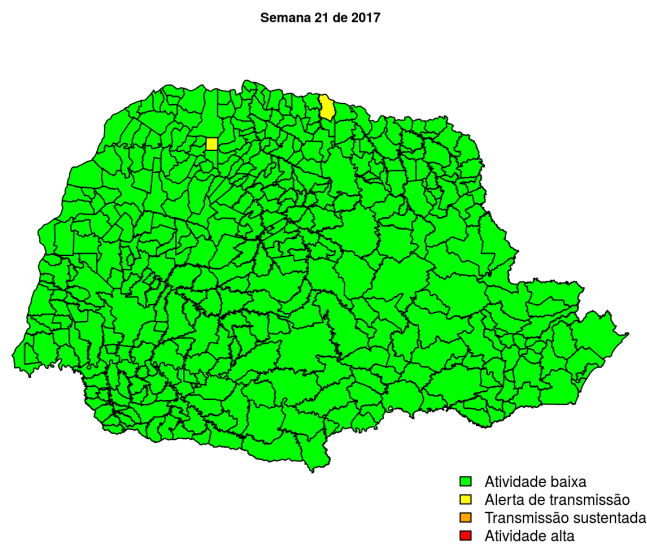 Semana 21 de 2017
Atividade baixa
Alerta de transmissão
Transmissão sustentada
Atividade alta